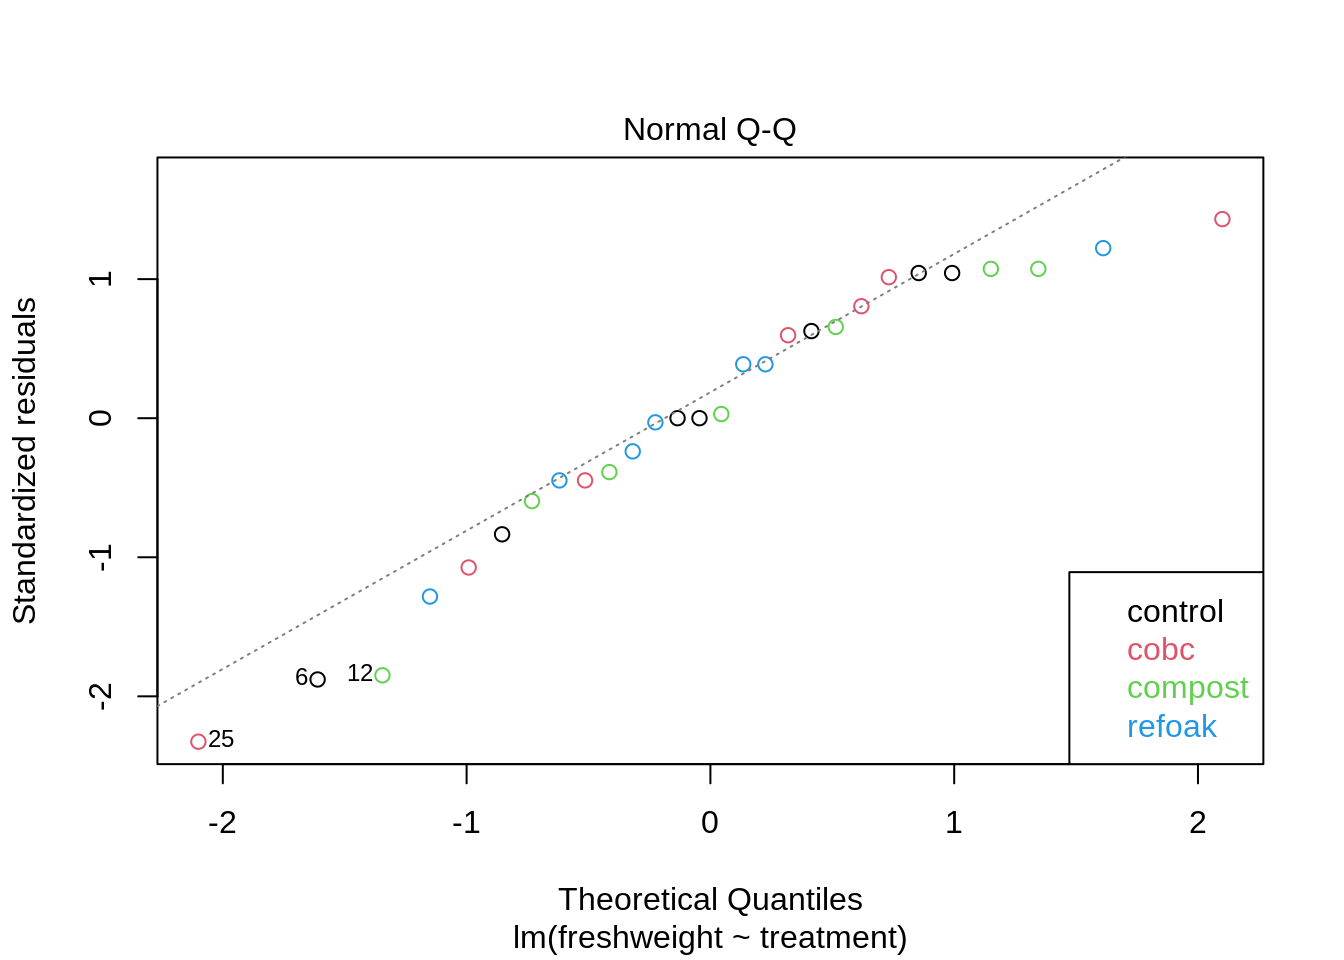 Normal Q-Q
Standardized residuals
1
0
-1
-2
6
12
25
control
cobc
compost
refoak
-2 -1 0 1 2
Theoretical Quantiles
lm(freshweight ~ treatment)